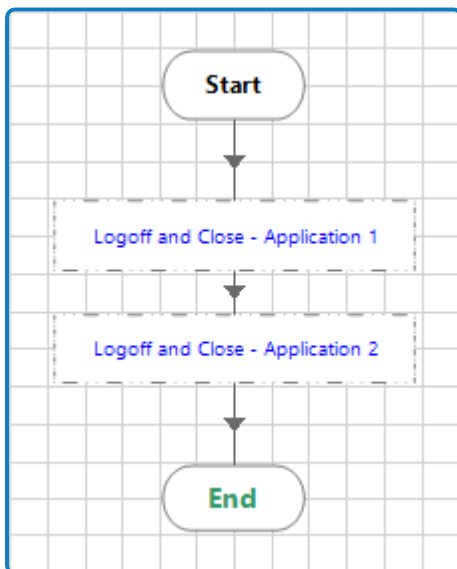 Start
Logoff and Close - Application 1
Logoff and Close - Application 2
End